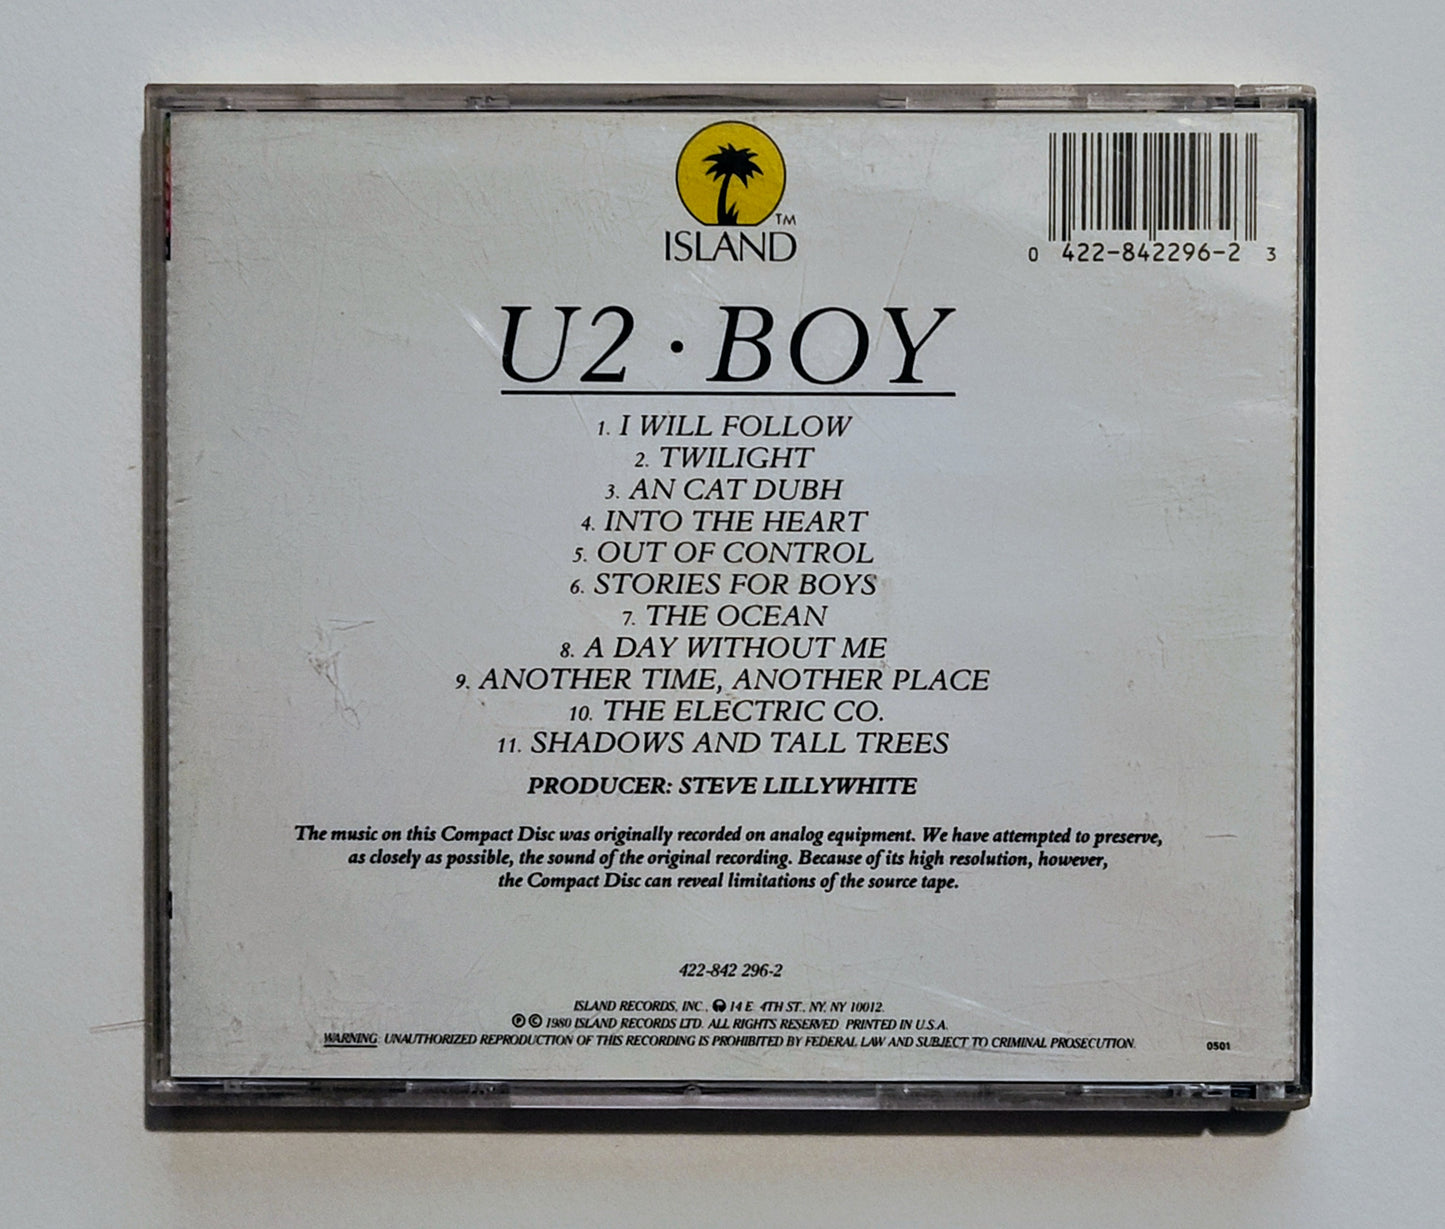 TM
ISLAND
0 422-842296-2 3
U2 · BOY
1. I WILL FOLLOW
2. TWILIGHT
3. AN CAT DUBH
4. INTO THE HEART
5. OUT OF CONTROL
6. STORIES FOR BOYS
7. THE OCEAN
8. A DAY WITHOUT ME
9. ANOTHER TIME, ANOTHER PLACE
10. THE ELECTRIC CO.
11. SHADOWS AND TALL TREES
PRODUCER: STEVE LILLYWHITE
The music on this Compact Disc was originally recorded on analog equipment. We have attempted to preserve,
as closely as possible, the sound of the original recording. Because of its high resolution, however,
the Compact Disc can reveal limitations of the source tape.
422-842 296-2
ISLAND RECORDS, INC., 14 E. 4TH ST., NY, NY 10012.
℗ © 1980 ISLAND RECORDS LTD. ALL RIGHTS RESERVED. PRINTED IN U.S.A.
WARNING: UNAUTHORIZED REPRODUCTION OF THIS RECORDING IS PROHIBITED BY FEDERAL LAW AND SUBJECT TO CRIMINAL PROSECUTION.
0501